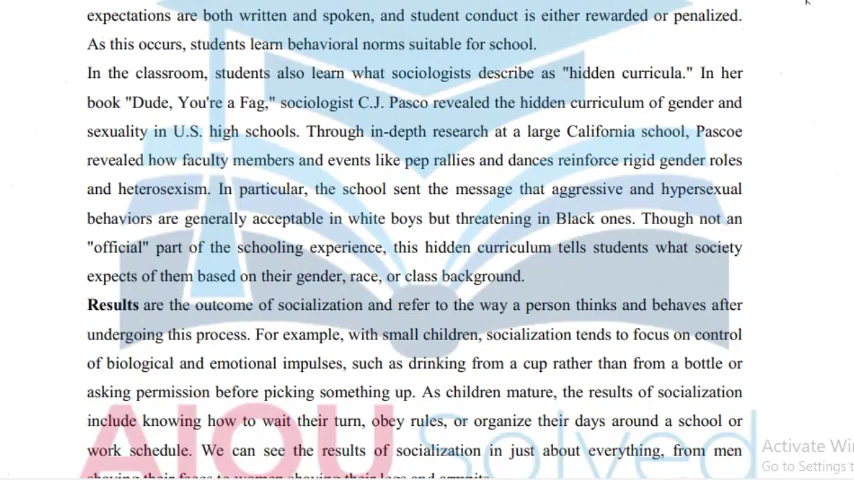 expectations are both written and spoken, and student conduct is either rewarded or penalized.
As this occurs, students learn behavioral norms suitable for school.
In the classroom, students also learn what sociologists describe as "hidden curricula." In her
book "Dude, You're a Fag," sociologist C.J. Pasco revealed the hidden curriculum of gender and
sexuality in U.S. high schools. Through in-depth research at a large California school, Pascoe
revealed how faculty members and events like pep rallies and dances reinforce rigid gender roles
and heterosexism. In particular, the school sent the message that aggressive and hypersexual
behaviors are generally acceptable in white boys but threatening in Black ones. Though not an
"official" part of the schooling experience, this hidden curriculum tells students what society
expects of them based on their gender, race, or class background.
Results are the outcome of socialization and refer to the way a person thinks and behaves after
undergoing this process. For example, with small children, socialization tends to focus on control
of biological and emotional impulses, such as drinking from a cup rather than from a bottle or
asking permission before picking something up. As children mature, the results of socialization
include knowing how to wait their turn, obey rules, or organize their days around a school or
work schedule. We can see the results of socialization in just about everything, from men
AIOU Solved
Activate Wi
Go to Settings t